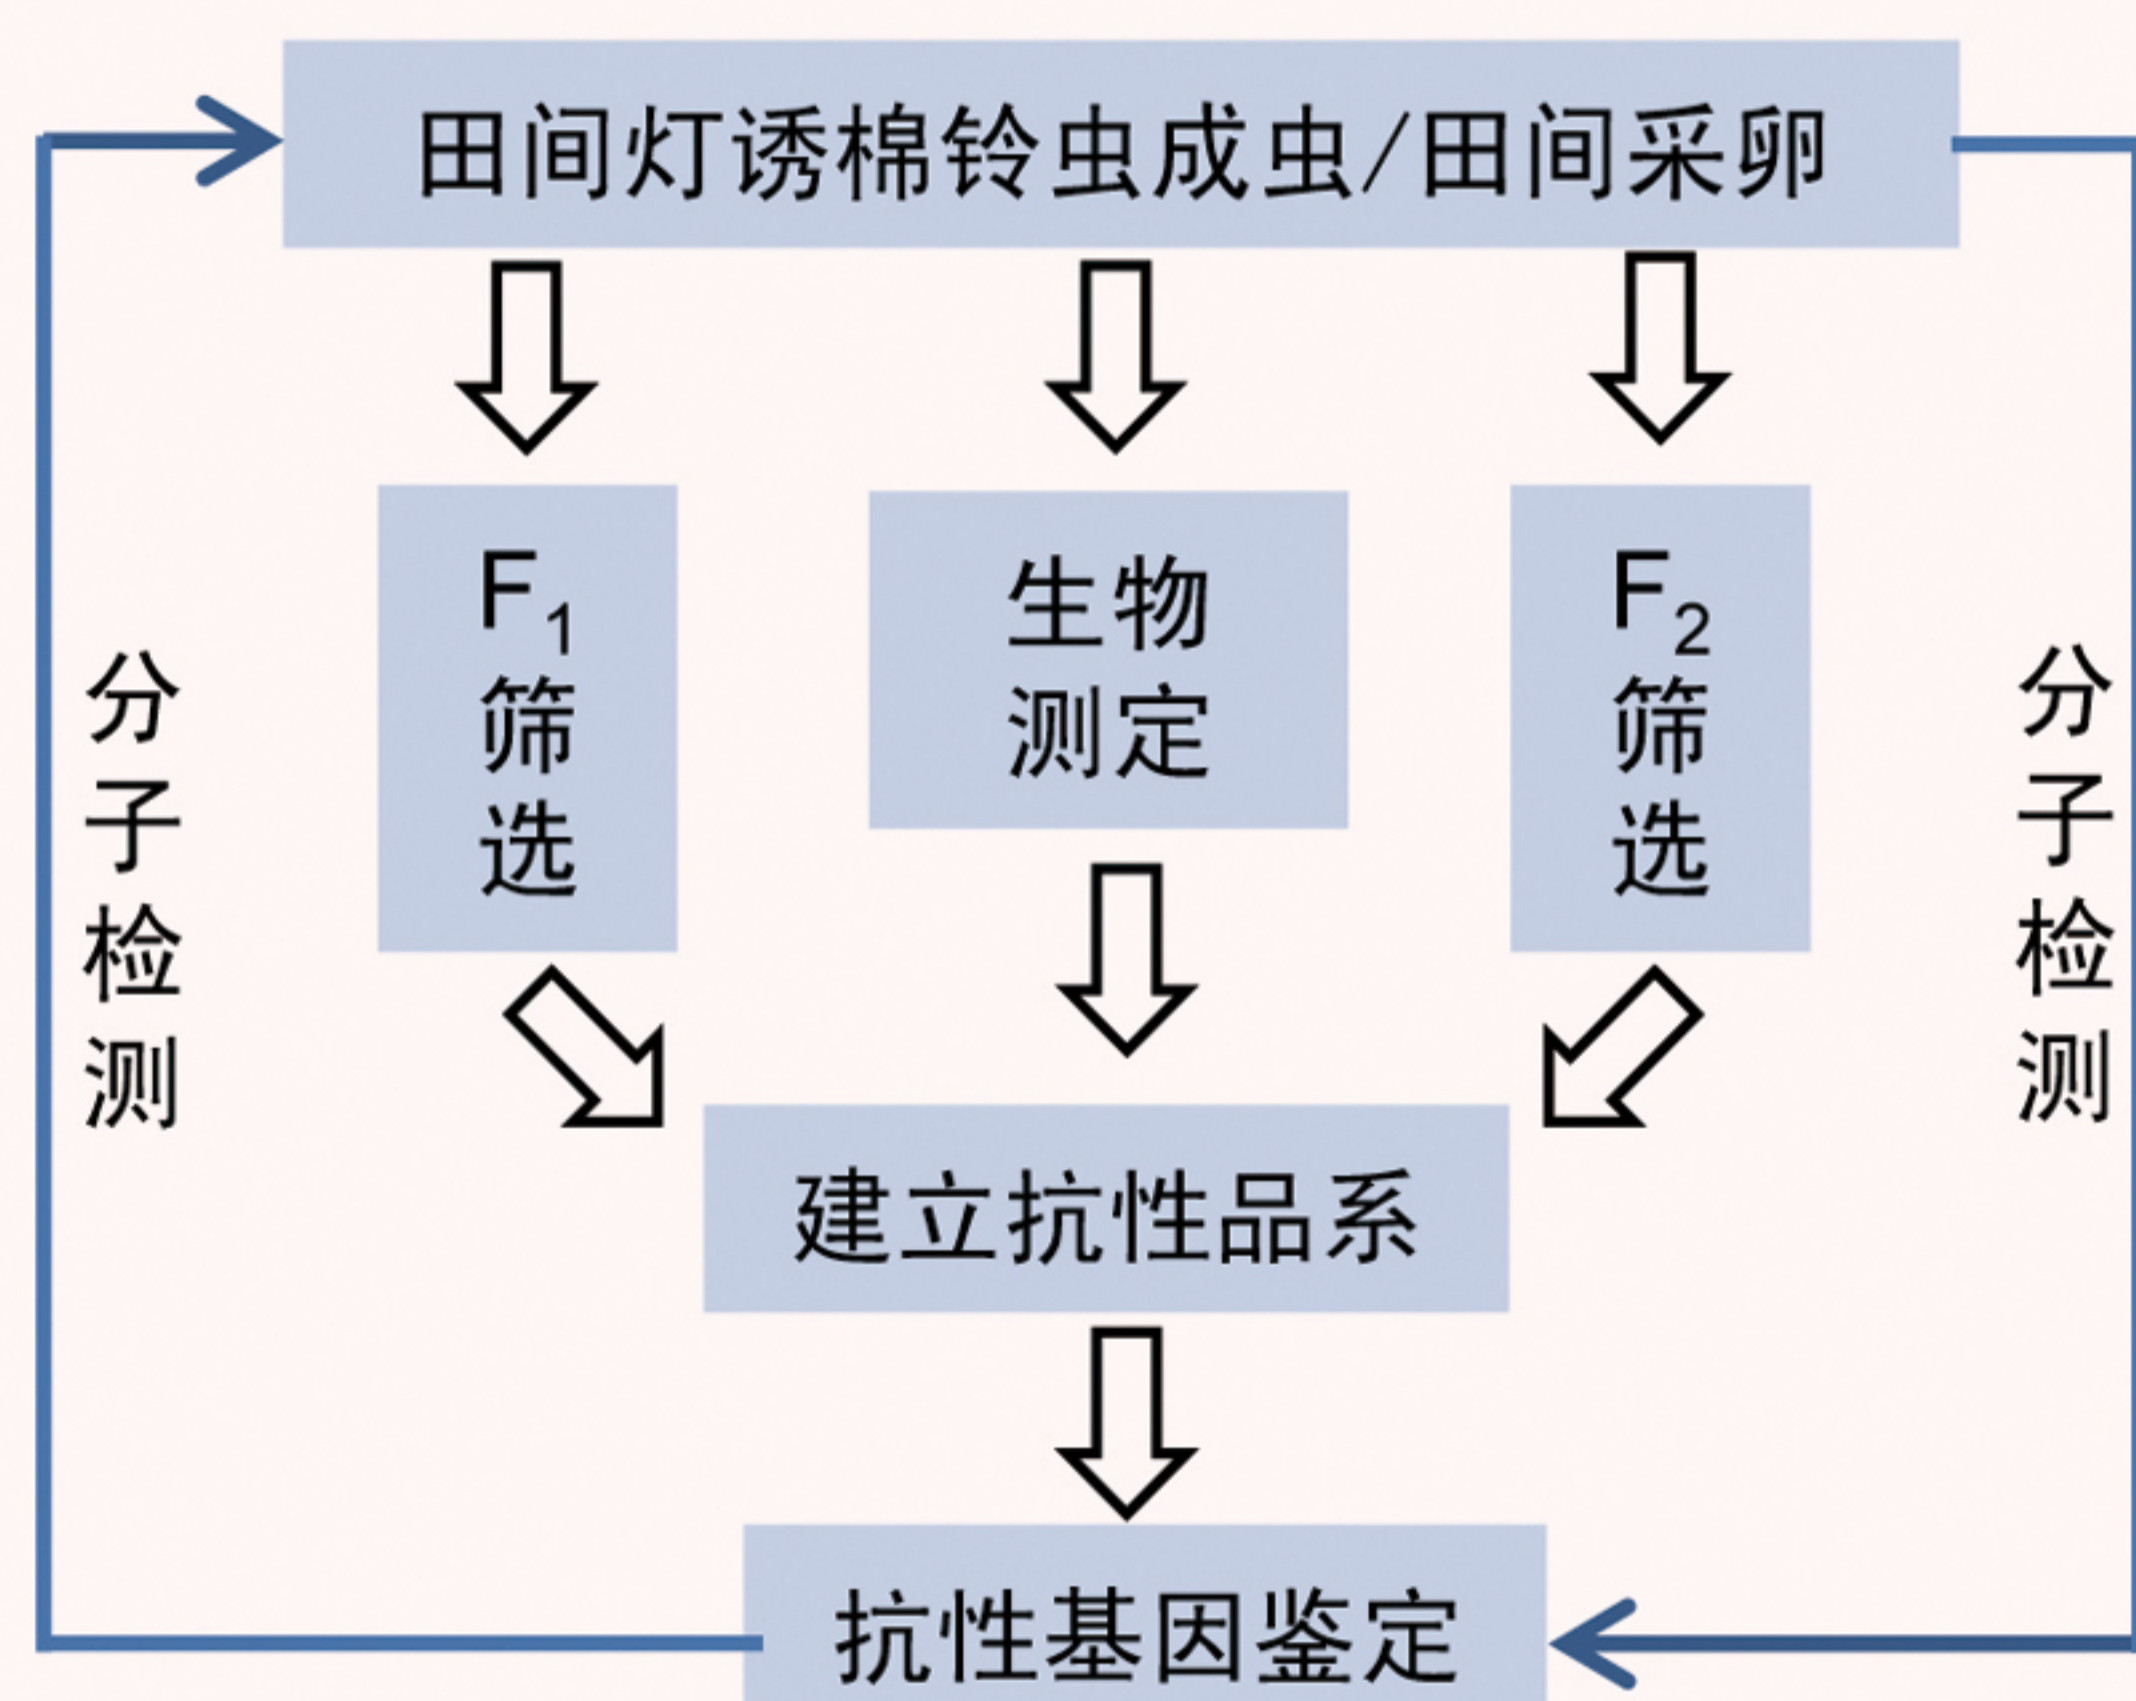 田间灯诱棉铃虫成虫/田间采卵
F₁
筛
选
生物
测定
F₂
筛
选
分
子
检
测
分
子
检
测
建立抗性品系
抗性基因鉴定